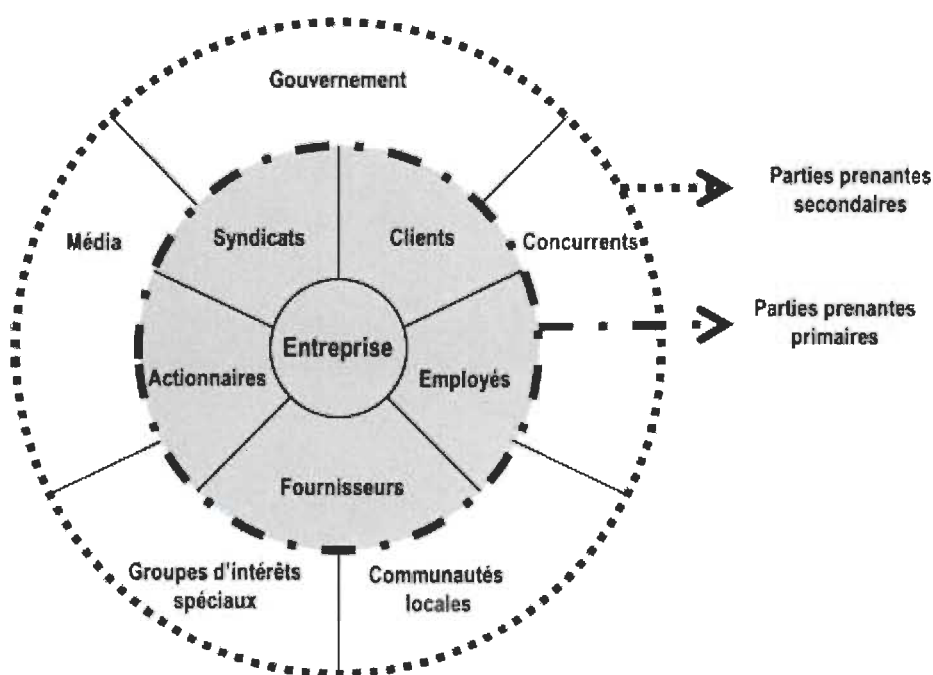 Gouvernement
Parties prenantes
secondaires
Média
Syndicats
Clients
Concurrents
Parties prenantes
primaires
Entreprise
Actionnaires
Employés
Fournisseurs
Groupes d'intérêts
spéciaux
Communautés
locales